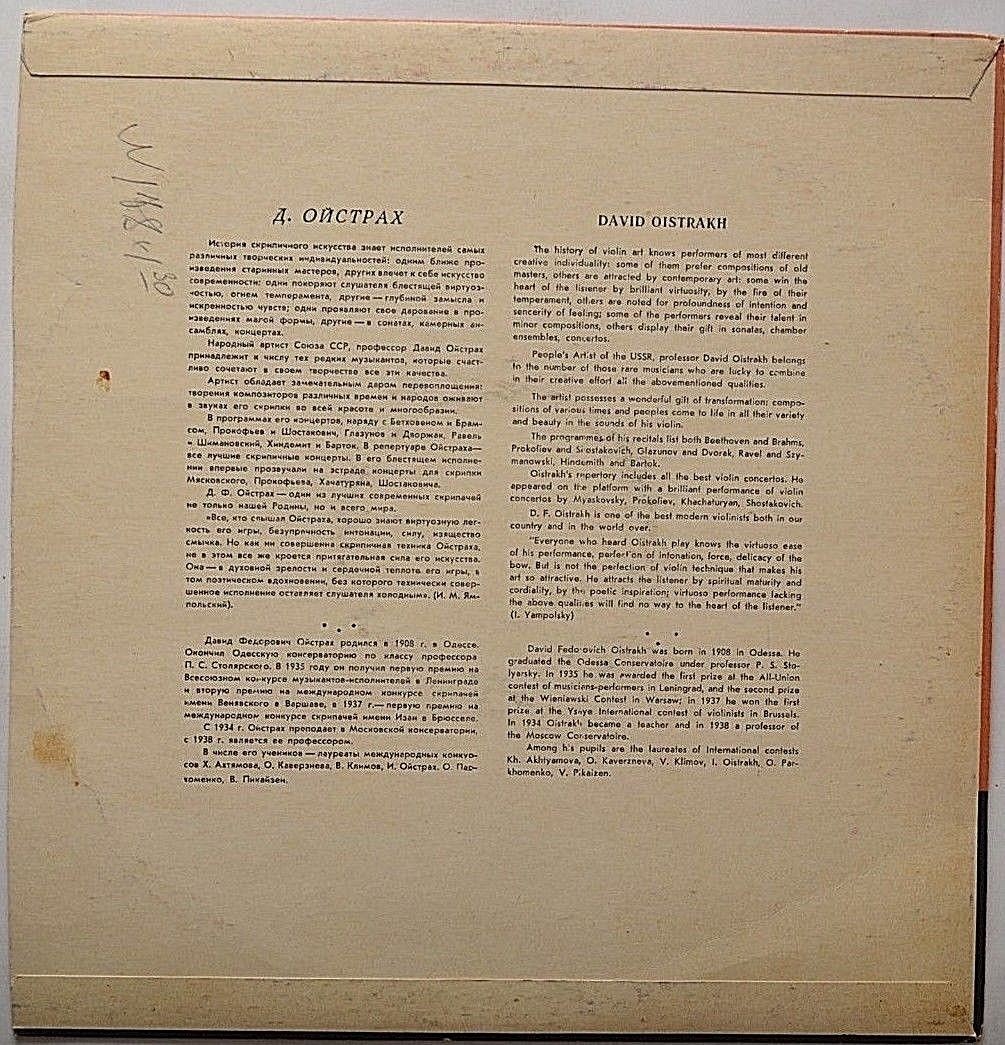 Д. ОЙСТРАХ
История скрипичного искусства знает исполнителей самых
различных творческих индивидуальностей: одним ближе про-
изведения старинных мастеров, других влечет к себе искусство
современности; одни покоряют слушателя блестящей виртуоз-
ностью, огнем темперамента, другие — глубиной замысла и
искренностью чувств; одни проявляют свое дарование в про-
изведениях малой формы, другие — в сонатах, камерных ан-
самблях, концертах.
Народный артист Союза ССР, профессор Давид Ойстрах
принадлежит к числу тех редких музыкантов, которые счаст-
ливо сочетают в своем творчестве все эти качества.
Артист обладает замечательным даром перевоплощения:
творения композиторов различных времен и народов оживают
в звуках его скрипки во всей красоте и многообразии.
В программах его концертов, наряду с Бетховеном и Брам-
сом, Прокофьев и Шостакович, Глазунов и Дворжак, Равель
и Шимановский, Хиндемит и Барток. В репертуаре Ойстраха—
все лучшие скрипичные концерты. В его блестящем исполне-
нии впервые прозвучали на эстраде концерты для скрипки
Мясковского, Прокофьева, Хачатуряна, Шостаковича.
Д. Ф. Ойстрах — один из лучших современных скрипачей
не только нашей Родины, но и всего мира.
«Все, кто слышал Ойстраха, хорошо знают виртуозную лег-
кость его игры, безупречность интонации, силу, изящество
смычка. Но как ни совершенна скрипичная техника Ойстраха,
не в этом все же кроется притягательная сила его искусства.
Она — в духовной зрелости и сердечной теплоте его игры, в
том поэтическом вдохновении, без которого технически совер-
шенное исполнение оставляет слушателя холодным». (И. М. Ям-
польский).
* * *
Давид Федорович Ойстрах родился в 1908 г. в Одессе.
Окончил Одесскую консерваторию по классу профессора
П. С. Столярского. В 1935 году он получил первую премию на
Всесоюзном конкурсе музыкантов-исполнителей в Ленинграде
и вторую премию на международном конкурсе скрипачей
имени Венявского в Варшаве, в 1937 г.—первую премию на
международном конкурсе скрипачей имени Изаи в Брюсселе.
С 1934 г. Ойстрах преподает в Московской консерватории,
с 1938 г. является ее профессором.
В числе его учеников — лауреаты международных конкур-
сов Х. Ахтямова, О. Каверзнева, В. Климов, И. Ойстрах, О. Пар-
хоменко, В. Пикайзен.
DAVID OISTRAKH
The history of violin art knows performers of most different
creative individuality: some of them prefer compositions of old
masters, others are attracted by contemporary art; some win the
heart of the listener by brilliant virtuosity, by the fire of their
temperament, others are noted for profoundness of intention and
sencerity of feeling; some of the performers reveal their talent in
minor compositions, others display their gift in sonatas, chamber
ensembles, concertos.
People's Artist of the USSR, professor David Oistrakh belongs
to the number of those rare musicians who are lucky to combine
in their creative effort all the abovementioned qualities.
The artist possesses a wonderful gift of transformation: compo-
sitions of various times and peoples come to life in all their variety
and beauty in the sounds of his violin.
The programmes of his recitals list both Beethoven and Brahms,
Prokoliev and Shostakovich, Glazunov and Dvorak, Ravel and Szy-
manowski, Hindemith and Bartok.
Oistrakh's repertory includes all the best violin concertos. He
appeared on the platform with a brilliant performance of violin
concertos by Myaskovsky, Prokoliev, Khachaturyan, Shostakovich.
D. F. Oistrakh is one of the best modern violinists both in our
country and in the world over.
"Everyone who heard Oistrakh play knows the virtuoso ease
of his performance, perfection of intonation, force, delicacy of the
bow. But is not the perfection of violin technique that makes his
art so attractive. He attracts the listener by spiritual maturity and
cordiality, by the poetic inspiration; virtuoso performance lacking
the above qualities will find no way to the heart of the listener."
(I. Yampolsky)
* * *
David Fedorovich Oistrakh was born in 1908 in Odessa. He
graduated the Odessa Conservatoire under professor P. S. Sto-
lyarsky. In 1935 he was awarded the first prize at the All-Union
contest of musicians-performers in Leningrad, and the second prize
at the Wieniawski Contest in Warsaw; in 1937 he won the first
prize at the Ysaye International contest of violinists in Brussels.
In 1934 Oistrakh became a teacher and in 1938 a professor of
the Moscow Conservatoire.
Among his pupils are the laureates of International contests
Kh. Akhtyamova, O. Kaverzneva, V. Klimov, I. Oistrakh, O. Par-
khomenko, V. Pikaizen.